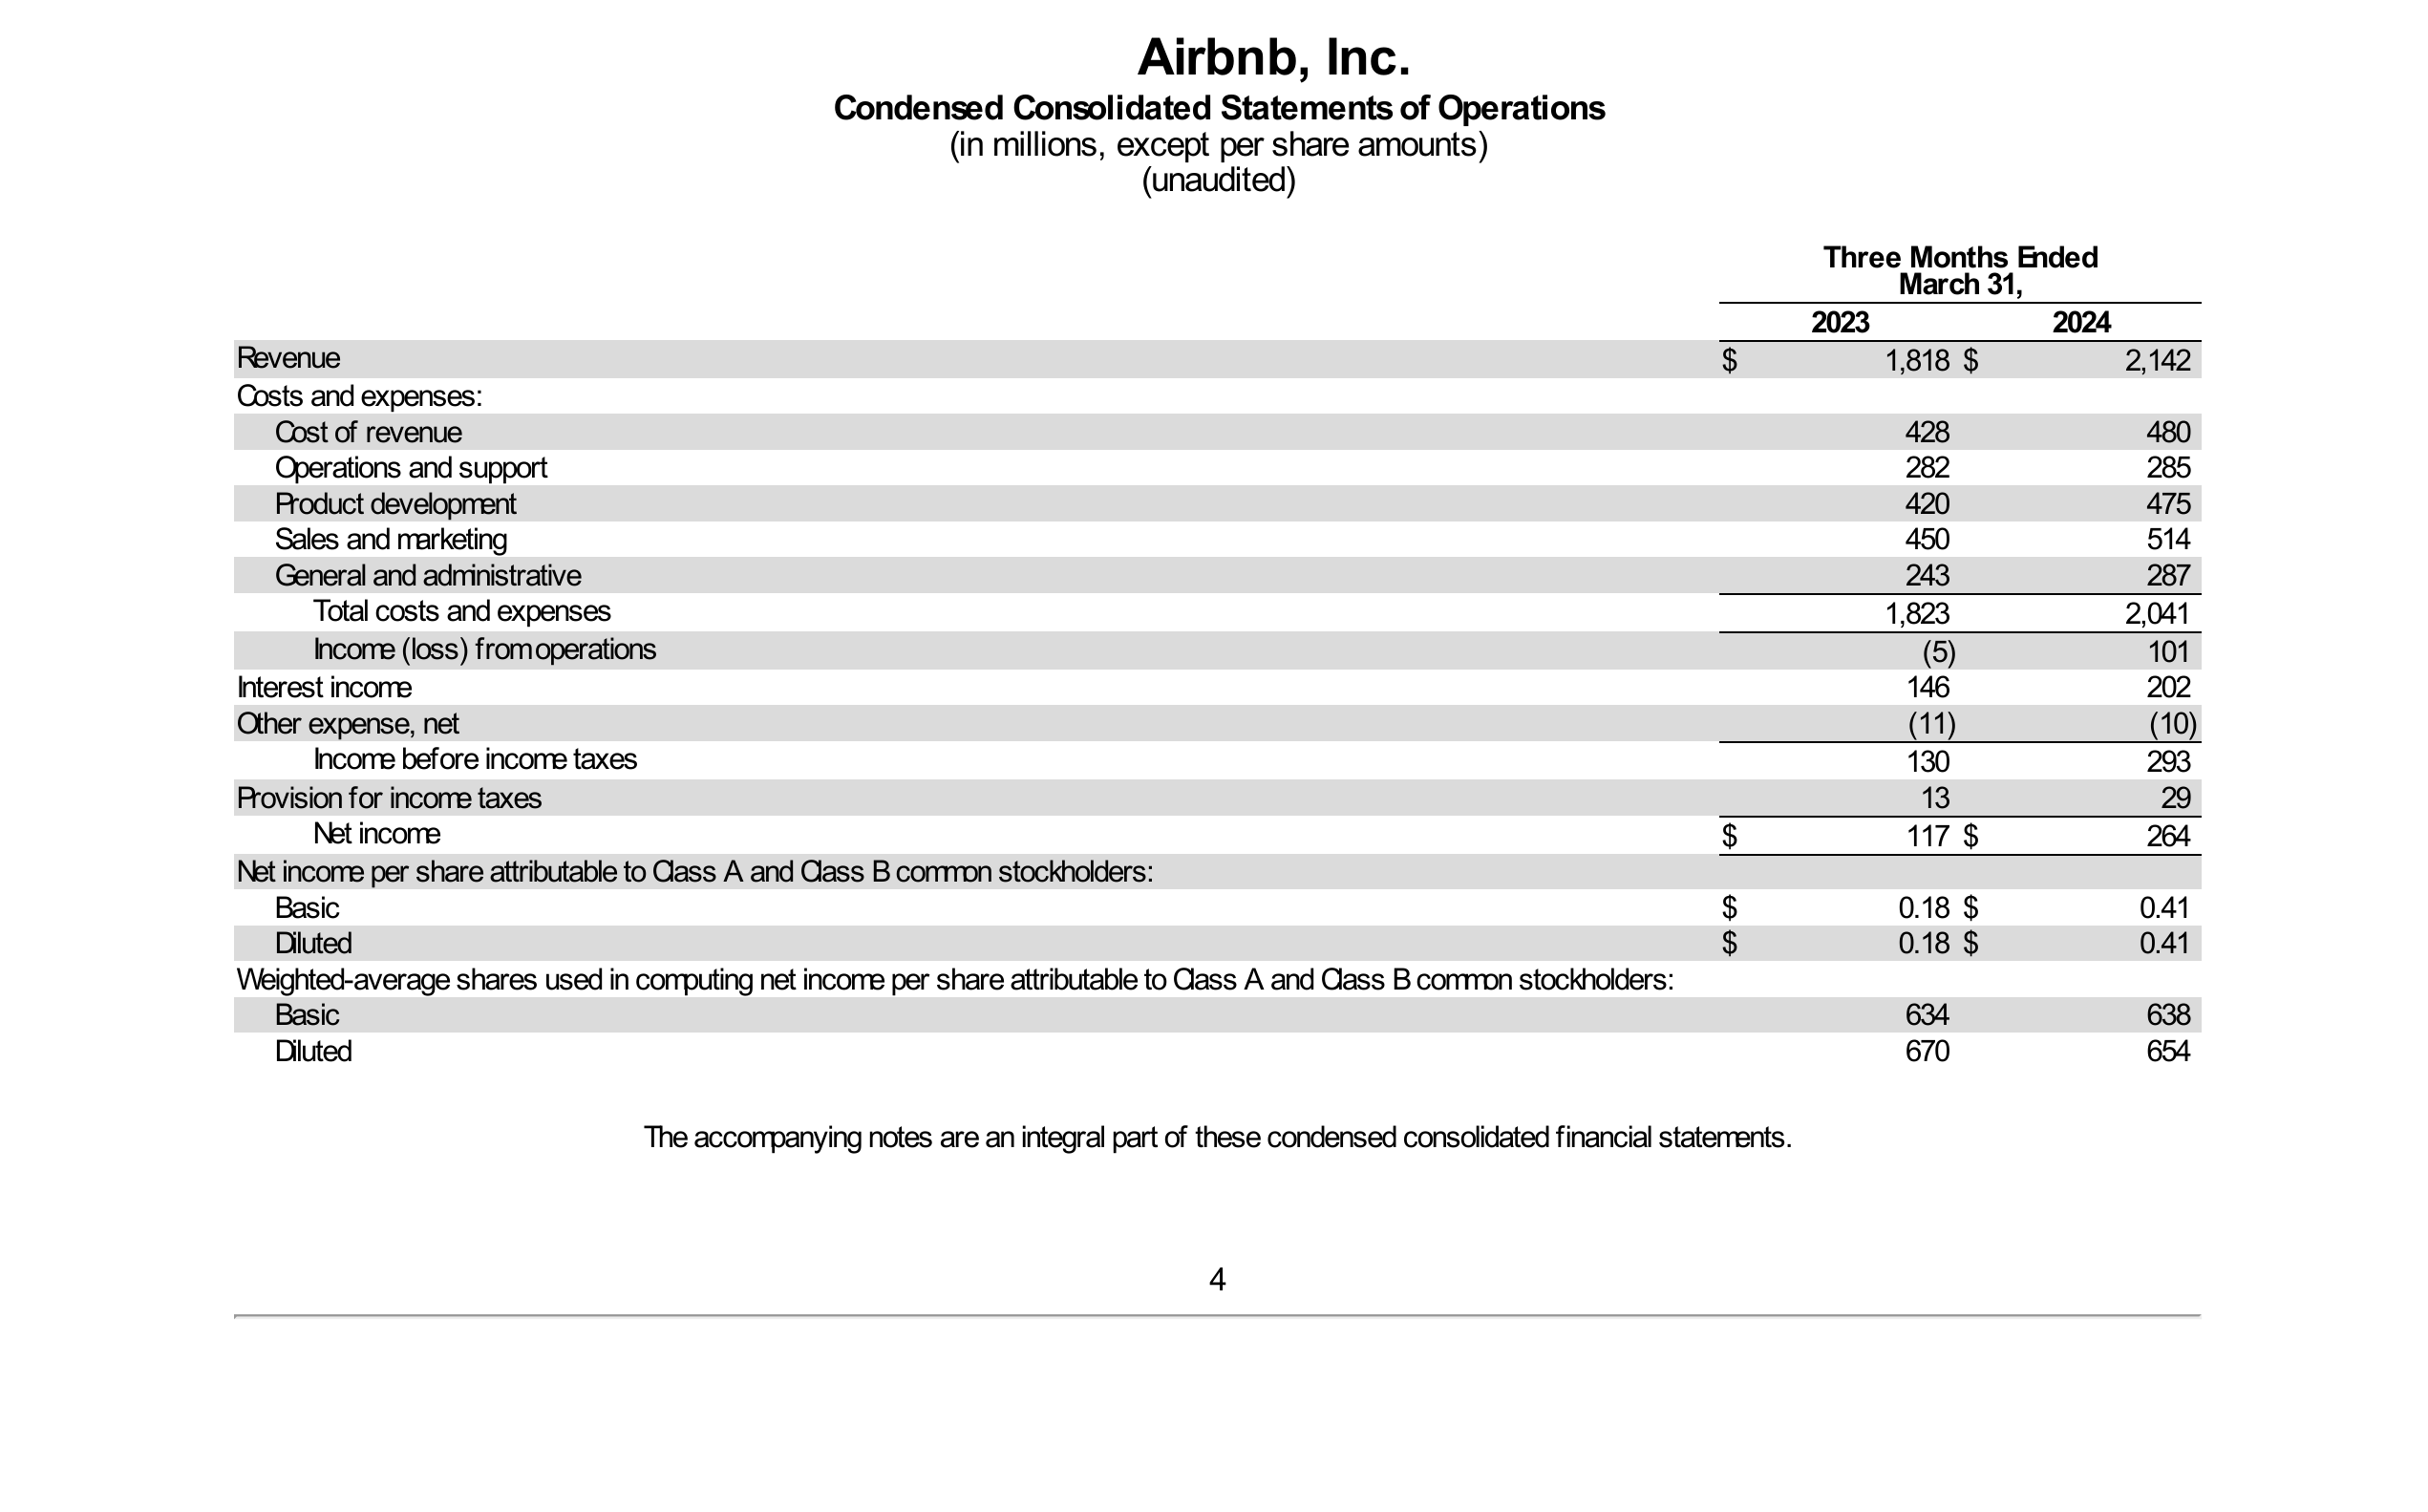 Airbnb, Inc.
Condensed Consolidated Statements of Operations
(in millions, except per share amounts)
(unaudited)
Three Months Ended
March 31,
2023 2024
Revenue $ 1,818 $ 2,142
Costs and expenses:
Cost of revenue 428 480
Operations and support 282 285
Product development 420 475
Sales and marketing 450 514
General and administrative 243 287
Total costs and expenses 1,823 2,041
Income (loss) from operations (5) 101
Interest income 146 202
Other expense, net (11) (10)
Income before income taxes 130 293
Provision for income taxes 13 29
Net income $ 117 $ 264
Net income per share attributable to Class A and Class B common stockholders:
Basic $ 0.18 $ 0.41
Diluted $ 0.18 $ 0.41
Weighted-average shares used in computing net income per share attributable to Class A and Class B common stockholders:
Basic 634 638
Diluted 670 654
The accompanying notes are an integral part of these condensed consolidated financial statements.
4